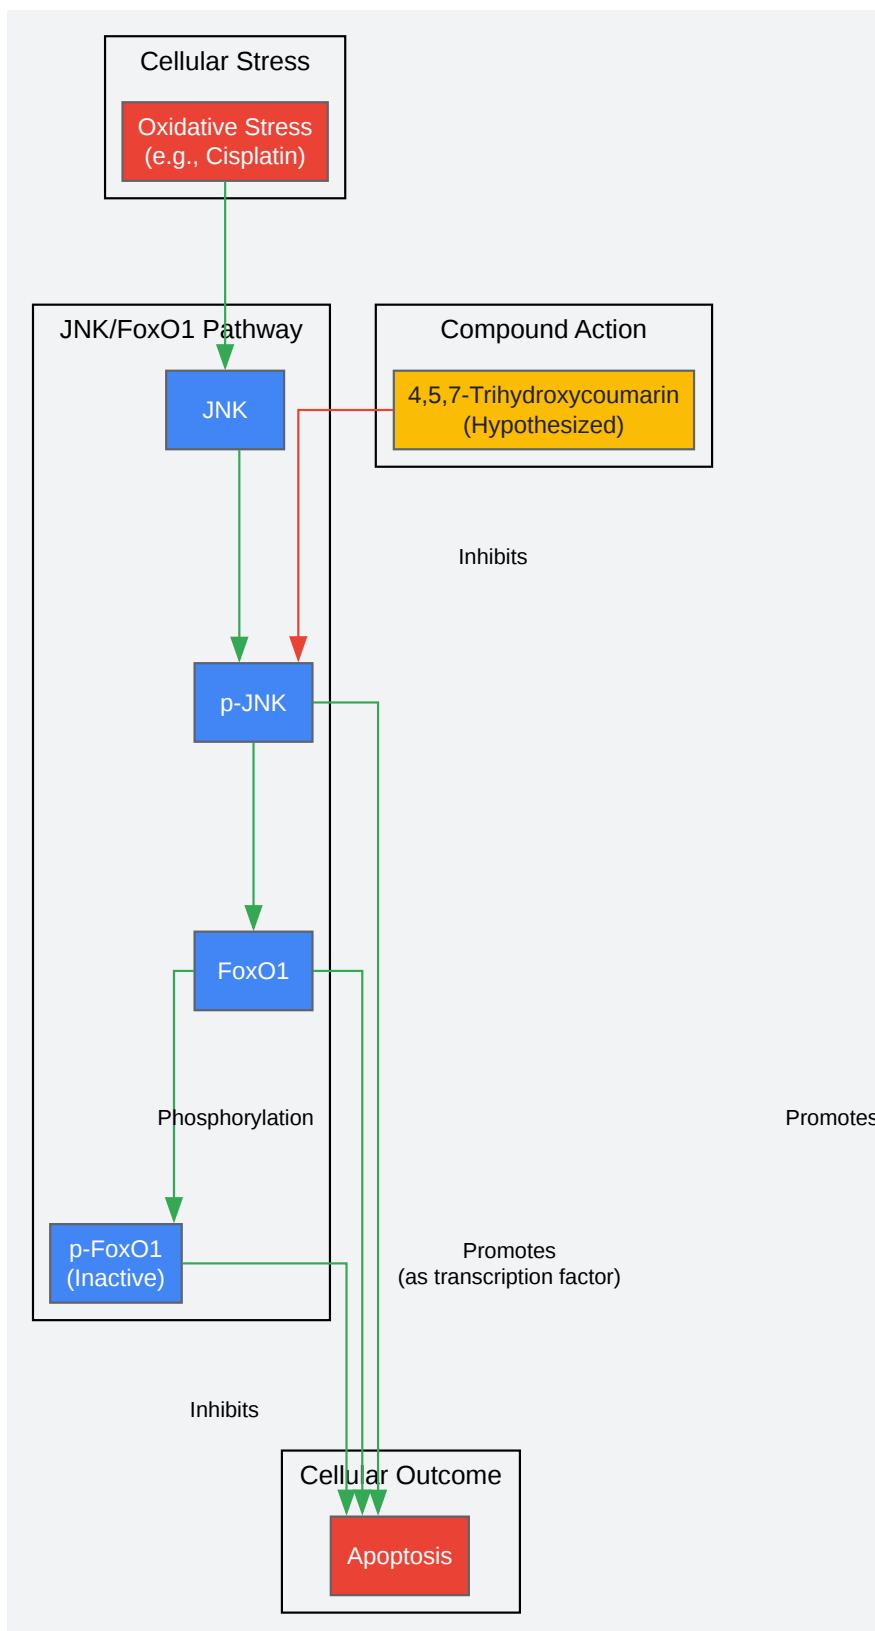 Cellular Stress
Oxidative Stress
(e.g., Cisplatin)
JNK/FoxO1 Pathway
Compound Action
JNK
4,5,7-Trihydroxycoumarin
(Hypothesized)
Inhibits
p-JNK
FoxO1
Phosphorylation
Promotes
p-FoxO1
(Inactive)
Promotes
(as transcription factor)
Inhibits
Cellular Outcome
Apoptosis